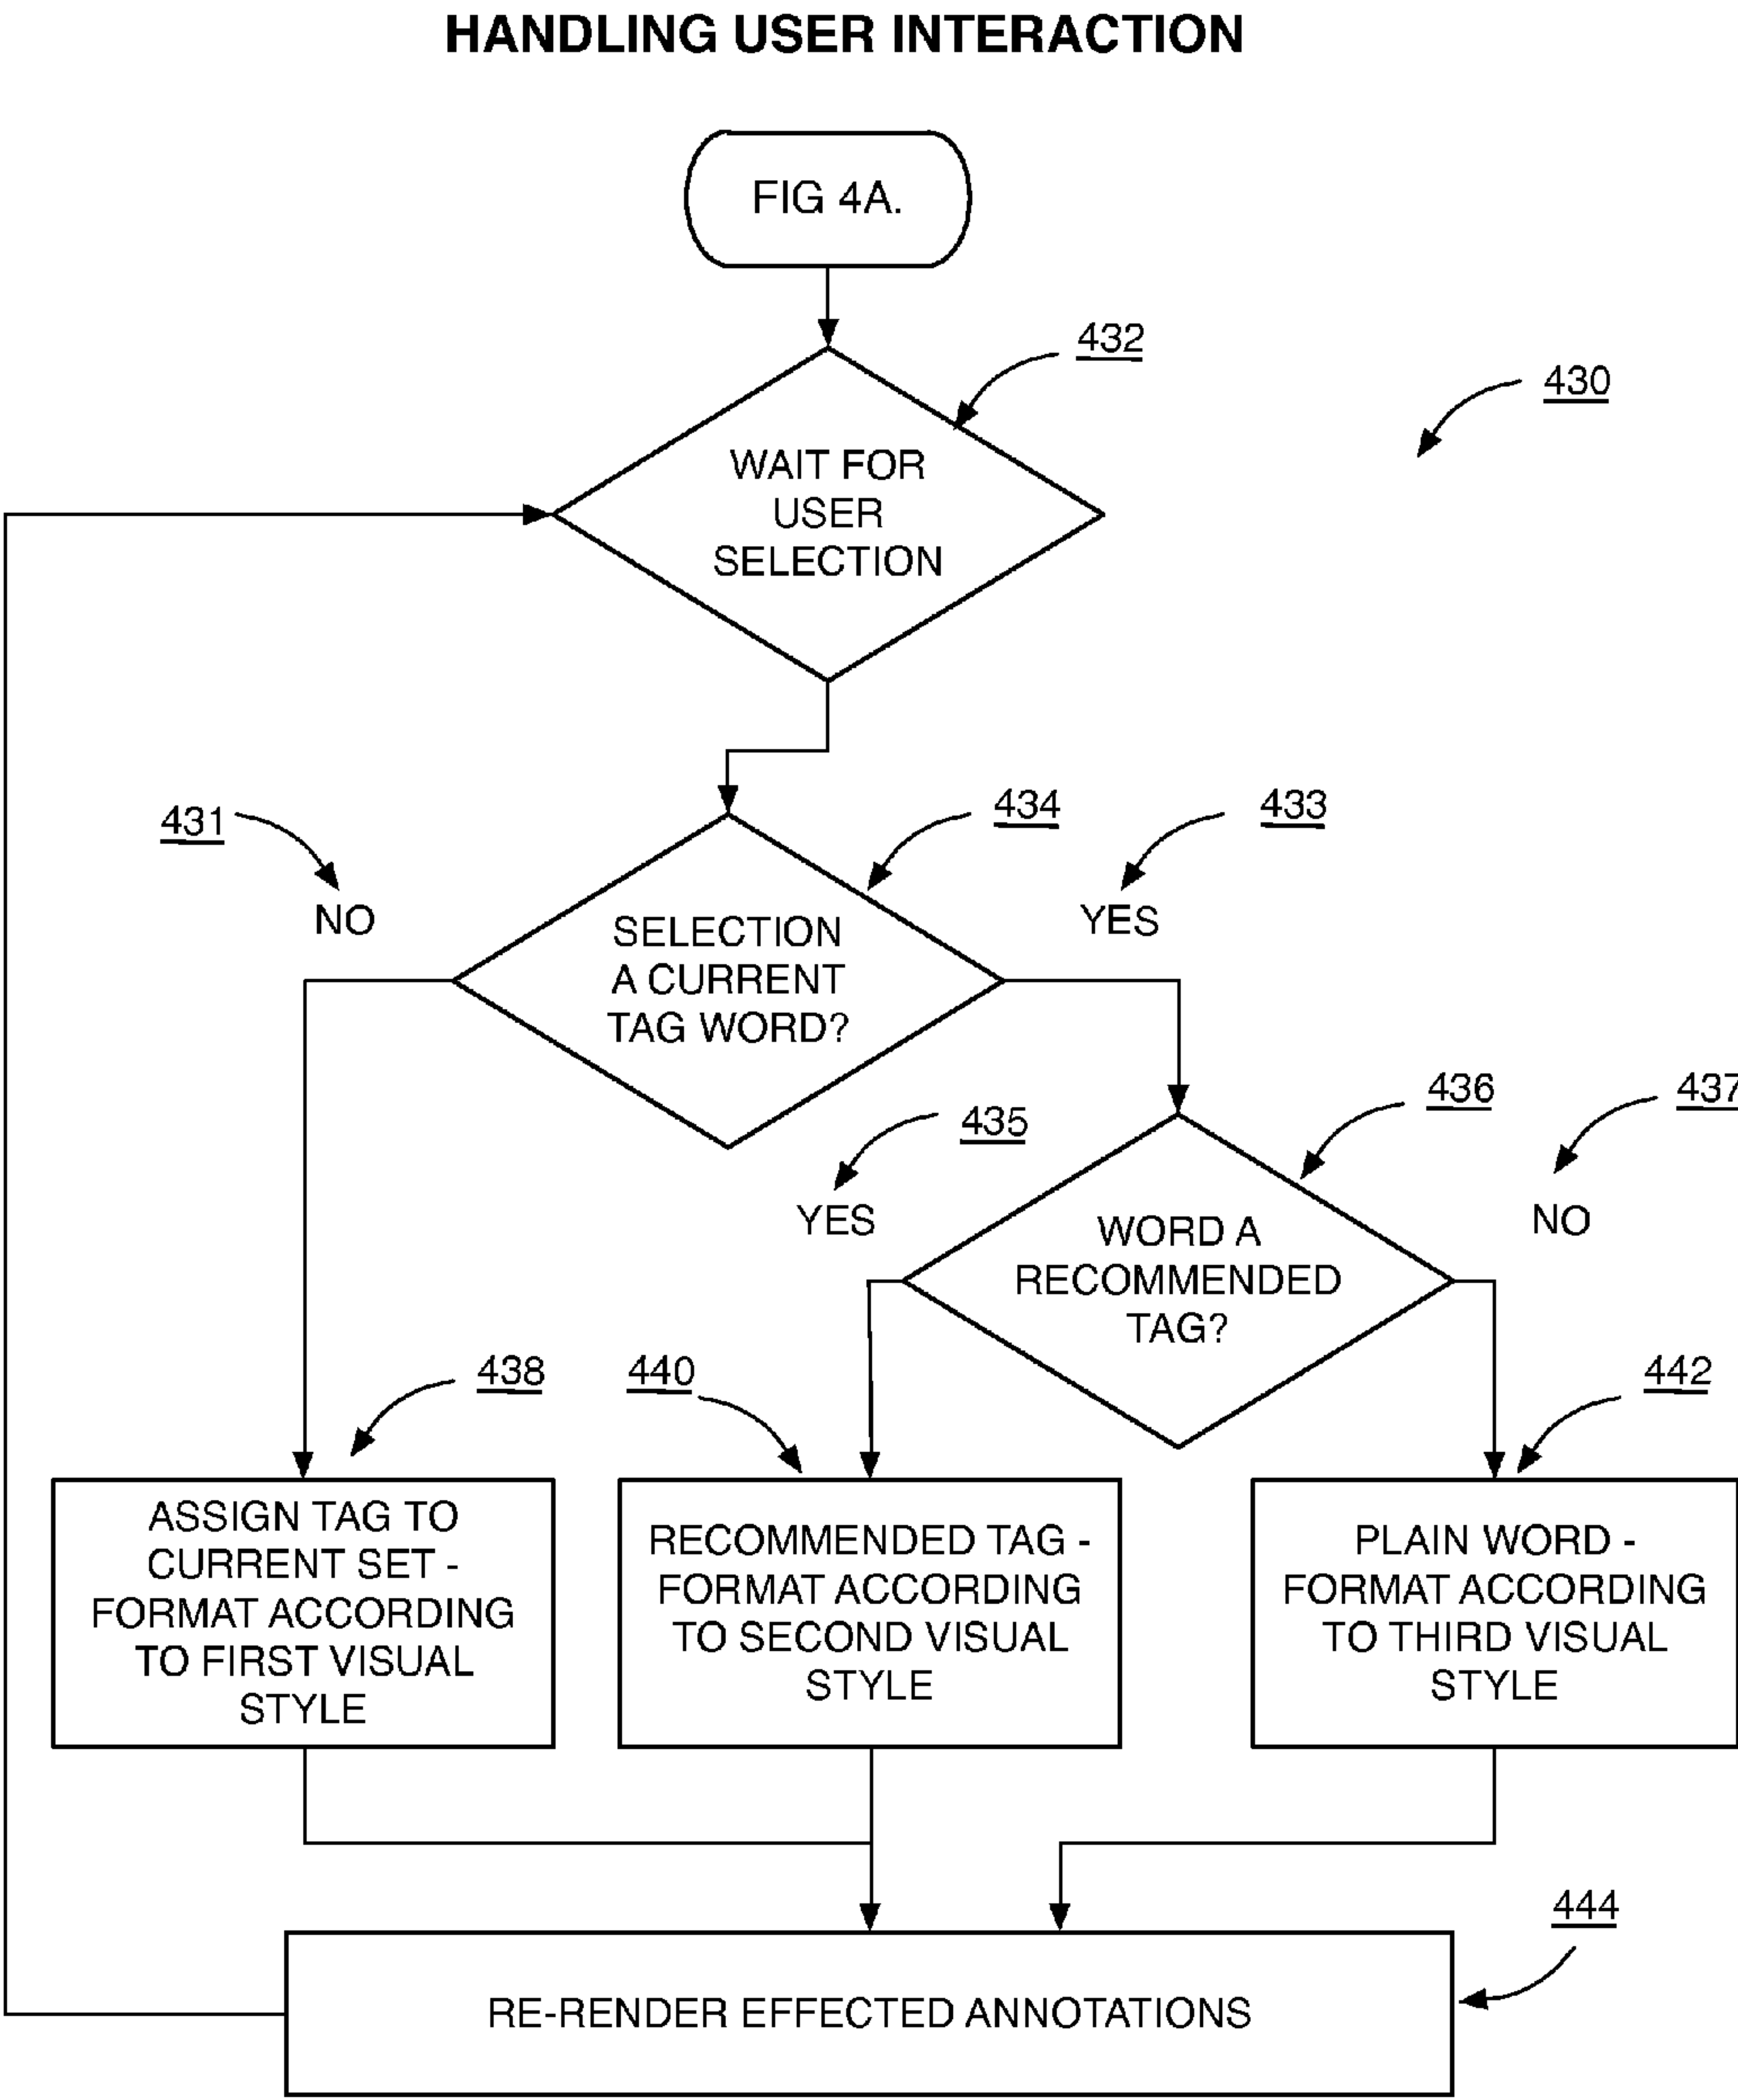 HANDLING USER INTERACTION
FIG 4A.
432
430
WAIT FOR
USER
SELECTION
431
434
433
NO
YES
SELECTION
A CURRENT
TAG WORD?
435
436
437
YES
NO
WORD A
RECOMMENDED
TAG?
438
440
442
ASSIGN TAG TO
CURRENT SET -
FORMAT ACCORDING
TO FIRST VISUAL
STYLE
RECOMMENDED TAG -
FORMAT ACCORDING
TO SECOND VISUAL
STYLE
PLAIN WORD -
FORMAT ACCORDING
TO THIRD VISUAL
STYLE
444
RE-RENDER EFFECTED ANNOTATIONS